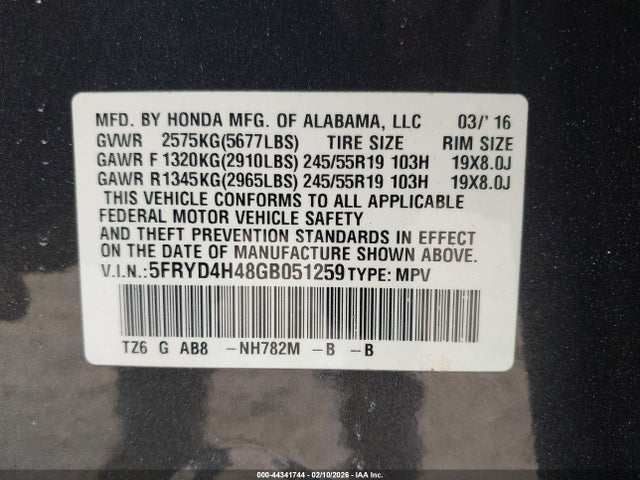 MFD. BY HONDA MFG. OF ALABAMA, LLC 03/' 16
GVWR 2575KG(5677LBS) TIRE SIZE RIM SIZE
GAWR F 1320KG(2910LBS) 245/55R19 103H 19X8.0J
GAWR R1345KG(2965LBS) 245/55R19 103H 19X8.0J
THIS VEHICLE CONFORMS TO ALL APPLICABLE
FEDERAL MOTOR VEHICLE SAFETY
AND THEFT PREVENTION STANDARDS IN EFFECT
ON THE DATE OF MANUFACTURE SHOWN ABOVE.
V.I.N.:5FRYD4H48GB051259 TYPE: MPV
TZ6 G AB8 -NH782M -B -B
000-44341744 - 02/10/2026 - IAA Inc.